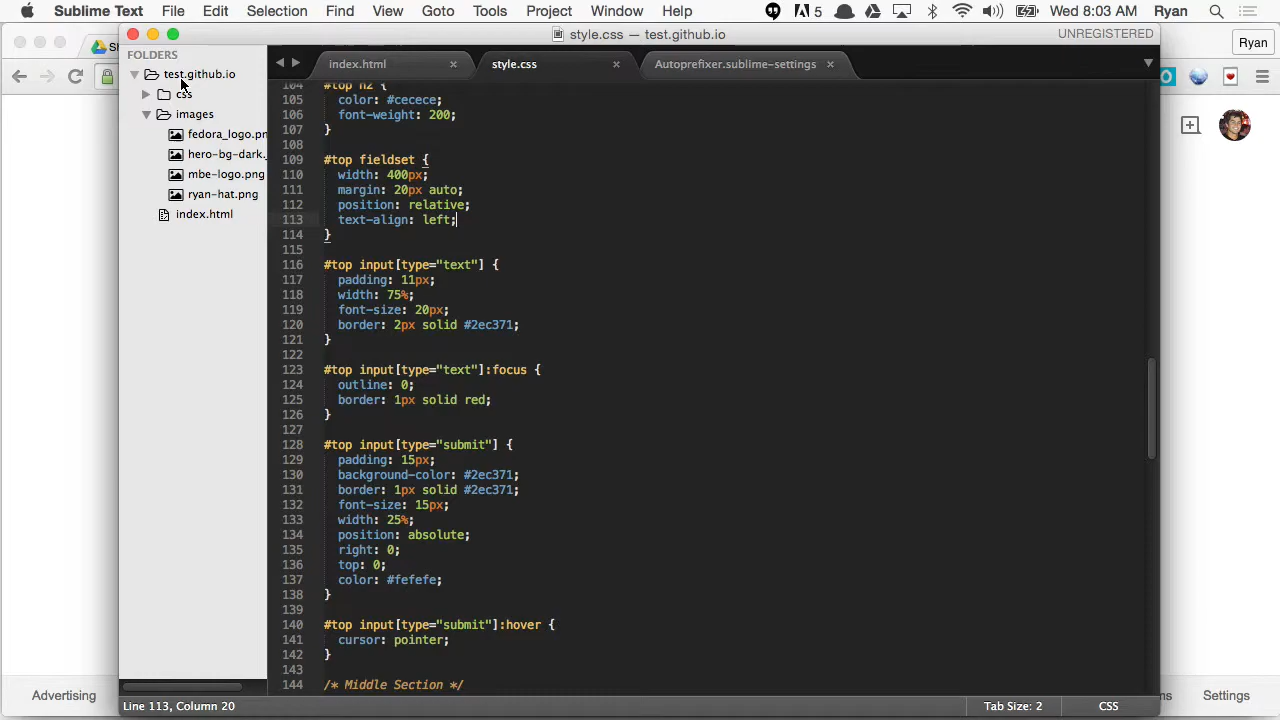 Sublime Text File Edit Selection Find View Goto Tools Project Window Help 5 Wed 8:03 AM Ryan
style.css — test.github.io UNREGISTERED
Ryan
FOLDERS
test.github.io
css
images
fedora_logo.pn
hero-bg-dark.
mbe-logo.png
ryan-hat.png
index.html
index.html style.css Autoprefixer.sublime-settings
104 #top h2 {
105 color: #cecece;
106 font-weight: 200;
107 }
108
109 #top fieldset {
110 width: 400px;
111 margin: 20px auto;
112 position: relative;
113 text-align: left;
114 }
115
116 #top input[type="text"] {
117 padding: 11px;
118 width: 75%;
119 font-size: 20px;
120 border: 2px solid #2ec371;
121 }
122
123 #top input[type="text"]:focus {
124 outline: 0;
125 border: 1px solid red;
126 }
127
128 #top input[type="submit"] {
129 padding: 15px;
130 background-color: #2ec371;
131 border: 1px solid #2ec371;
132 font-size: 15px;
133 width: 25%;
134 position: absolute;
135 right: 0;
136 top: 0;
137 color: #fefefe;
138 }
139
140 #top input[type="submit"]:hover {
141 cursor: pointer;
142 }
143
144 /* Middle Section */
Advertising
Settings
Line 113, Column 20 Tab Size: 2 CSS